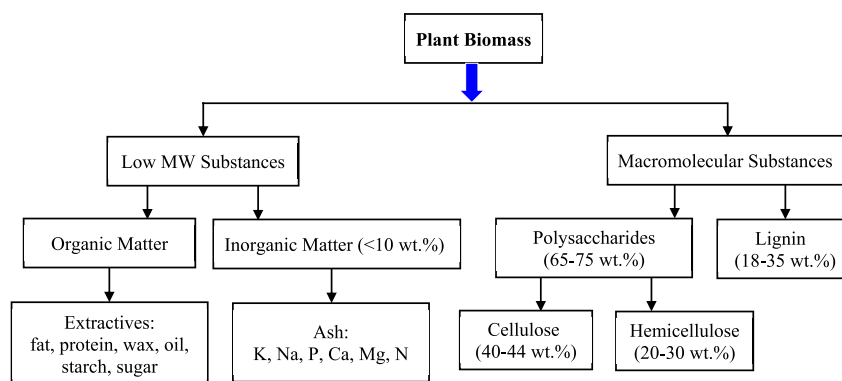 Plant Biomass
Low MW Substances
Macromolecular Substances
Organic Matter
Inorganic Matter (<10 wt.%)
Polysaccharides
(65-75 wt.%)
Lignin
(18-35 wt.%)
Extractives:
fat, protein, wax, oil,
starch, sugar
Ash:
K, Na, P, Ca, Mg, N
Cellulose
(40-44 wt.%)
Hemicellulose
(20-30 wt.%)